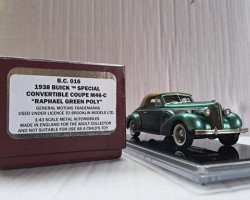 B.C. 016
1938 BUICK ™ SPECIAL
CONVERTIBLE COUPE M46-C
"RAPHAEL GREEN POLY"
GENERAL MOTORS TRADEMARKS,
USED UNDER LICENCE TO BROOKLIN MODELS LTD.
1:43 SCALE METAL AUTOMOBILES
MADE IN ENGLAND FOR THE ADULT COLLECTOR
AND NOT SUITABLE FOR USE AS A CHILD'S TOY